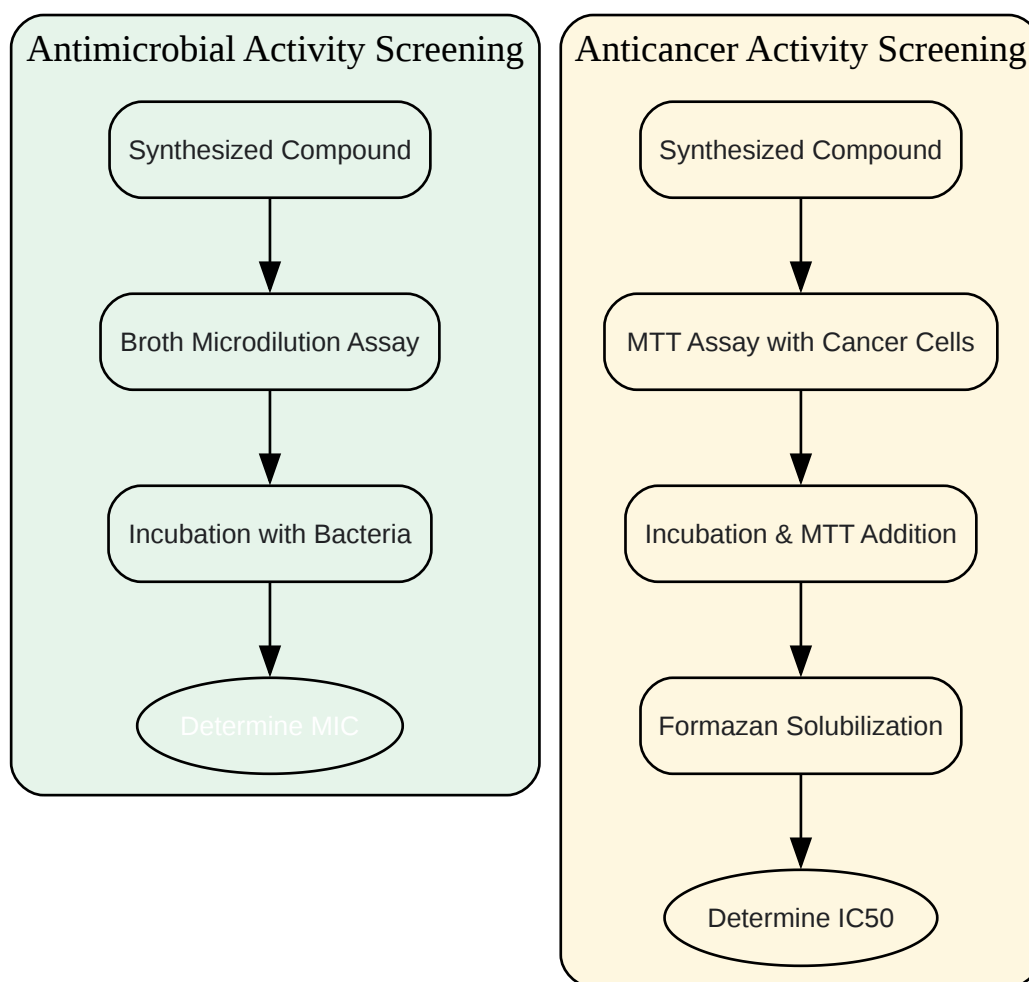 Antimicrobial Activity Screening
Synthesized Compound
Broth Microdilution Assay
Incubation with Bacteria
Determine MIC
Anticancer Activity Screening
Synthesized Compound
MTT Assay with Cancer Cells
Incubation & MTT Addition
Formazan Solubilization
Determine IC50